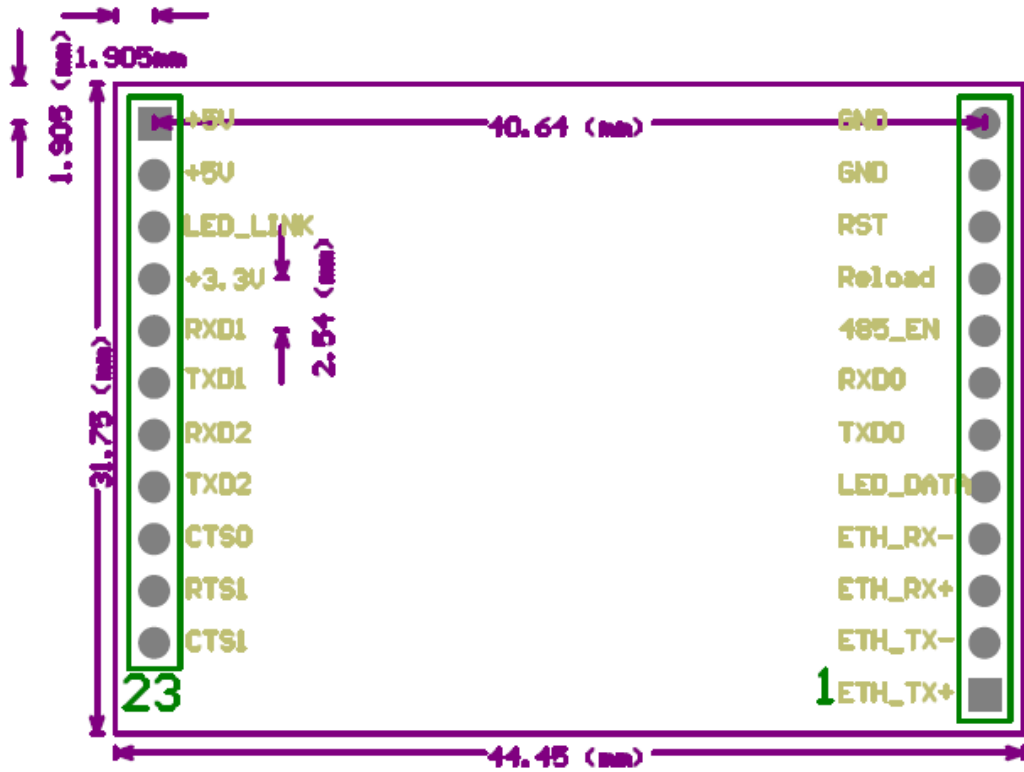 1.905mm
1.905 (mm)
40.64 (mm)
+5V GND
+5V GND
LED_LINK RST
+3.3V Reload
2.54 (mm)
RXD1 485_EN
TXD1 RXD0
RXD2 TXD0
31.75 (mm)
TXD2 LED_DATA
CTS0 ETH_RX-
RTS1 ETH_RX+
CTS1 ETH_TX-
23 1 ETH_TX+
44.45 (mm)